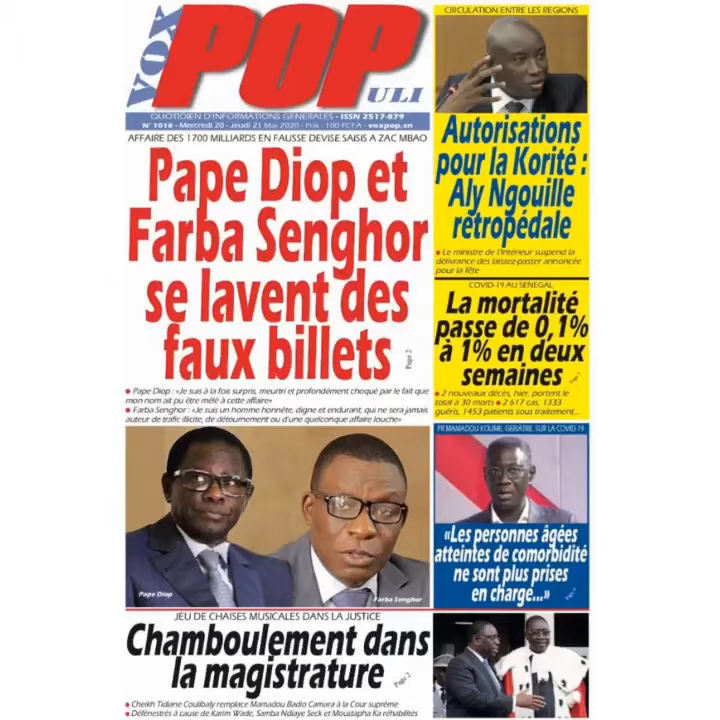 VOX
POP
ULI
QUOTIDIEN D'INFORMATIONS GENERALES - ISSN 2517-879
N° 1018 - Mercredi 20 - Jeudi 21 Mai 2020 - Prix : 100 FCFA - voxpop.sn
AFFAIRE DES 1700 MILLIARDS EN FAUSSE DEVISE SAISIS A ZAC MBAO
Pape Diop et
Farba Senghor
se lavent des
faux billets
Page 2
• Pape Diop : «Je suis à la fois surpris, meurtri et profondément choqué par le fait que
mon nom ait pu être mêlé à cette affaire»
• Farba Senghor : «Je suis un homme honnête, digne et endurant, qui ne sera jamais
auteur de trafic illicite, de détournement ou d'une quelconque affaire louche»
Pape Diop
Farba Senghor
JEU DE CHAISES MUSICALES DANS LA JUSTICE
Chamboulement dans
la magistrature
Page 2
• Cheikh Tidiane Coulibaly remplace Mamadou Badio Camara à la Cour suprême
• Défenestrés à cause de Karim Wade, Samba Ndiaye Seck et Moustapha Ka réhabilités
CIRCULATION ENTRE LES REGIONS
Autorisations
pour la Korité :
Aly Ngouille
rétropédale
• Le ministre de l'Intérieur suspend la
délivrance des laissez-passer annoncée
pour la fête
COVID-19 AU SENEGAL
La mortalité
passe de 0,1%
à 1% en deux
semaines
• 2 nouveaux décès, hier, portent le
total à 30 morts • 2 617 cas, 1333
guéris, 1453 patients sous traitement...
PR MAMADOU KOUME, GERIATRE, SUR LA COVID-19
«Les personnes âgées
atteintes de comorbidité
ne sont plus prises
en charge...»